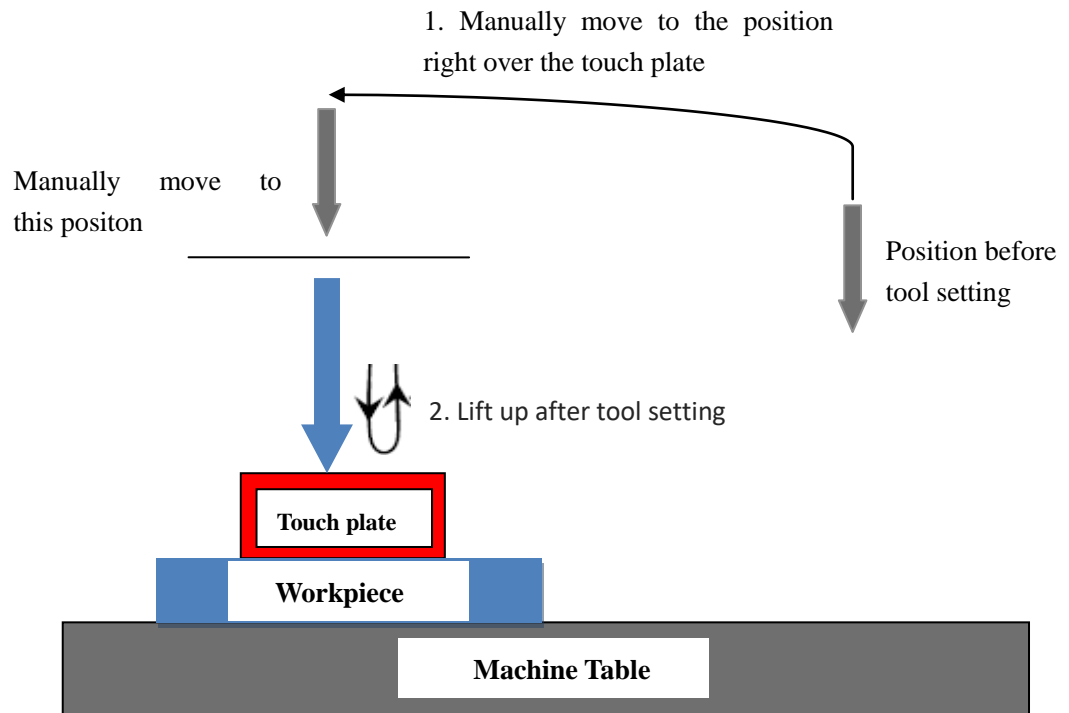 1. Manually move to the position
right over the touch plate
Manually move to
this positon
Position before
tool setting
2. Lift up after tool setting
Touch plate
Workpiece
Machine Table